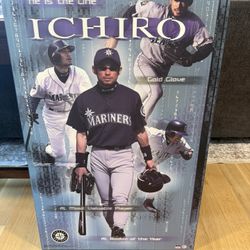 He is the One
ICHIRO
Gold Glove
MARINERS
AL Most Valuable Player
AL Rookie of the Year